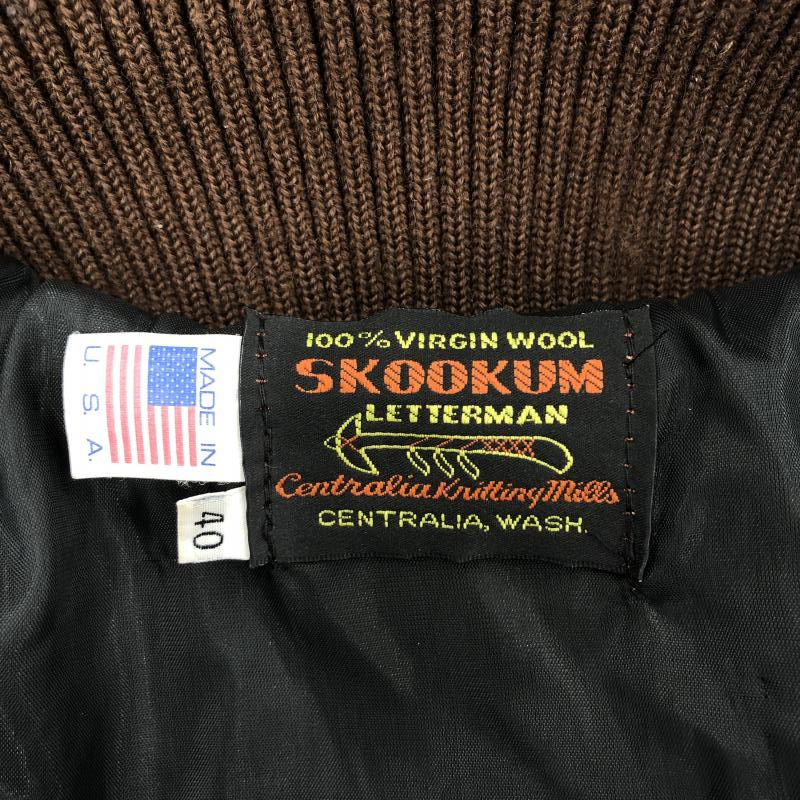 100% VIRGIN WOOL
SKOOKUM
LETTERMAN
Centralia Knitting Mills
CENTRALIA, WASH.
MADE IN
U.S.A.
40